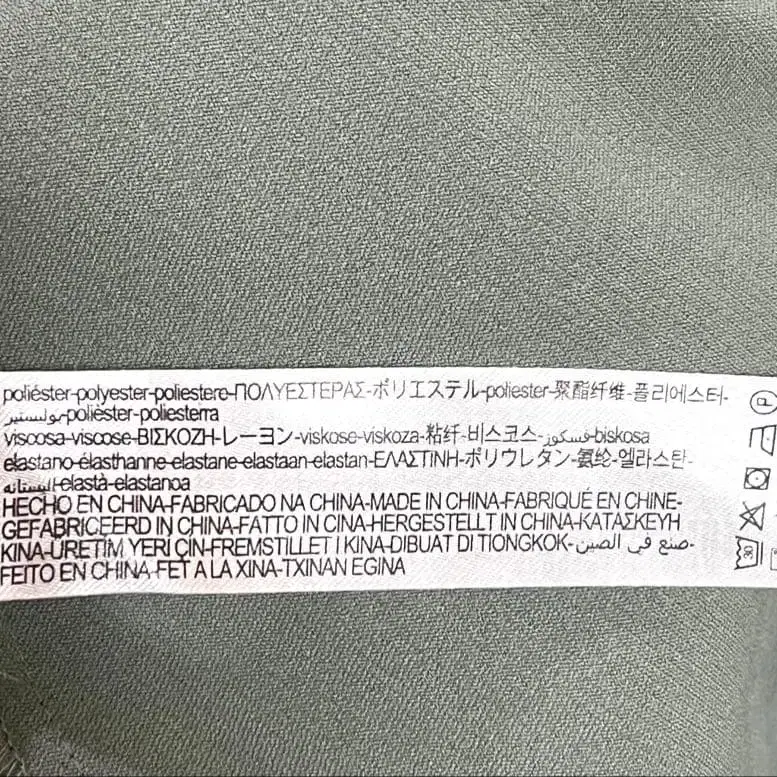 poliéster-polyester-poliestere-ΠΟΛΥΕΣΤΕΡΑΣ-ポリエステル-poliester-聚酯纤维-폴리에스터-
بوليستير-polièster-poliesterra
viscosa-viscose-ΒΙΣΚΟΖΗ-レーヨン-viskose-viskoza-粘纤-비스코스-فسكوز-biskosa
elastano-élasthanne-elastane-elastaan-elastan-ΕΛΑΣΤΙΝΗ-ポリウレタン-氨纶-엘라스탄-
اليستانه-elastà-elastanoa
HECHO EN CHINA-FABRICADO NA CHINA-MADE IN CHINA-FABRIQUÉ EN CHINE-
GEFABRICEERD IN CHINA-FATTO IN CINA-HERGESTELLT IN CHINA-ΚΑΤΑΣΚΕΥΗ
ΚΙΝΑ-ÜRETİM YERİ ÇİN-FREMSTILLET I KINA-DIBUAT DI TIONGKOK-صنع في الصين-
FEITO EN CHINA-FET A LA XINA-TXINAN EGINA
P
30